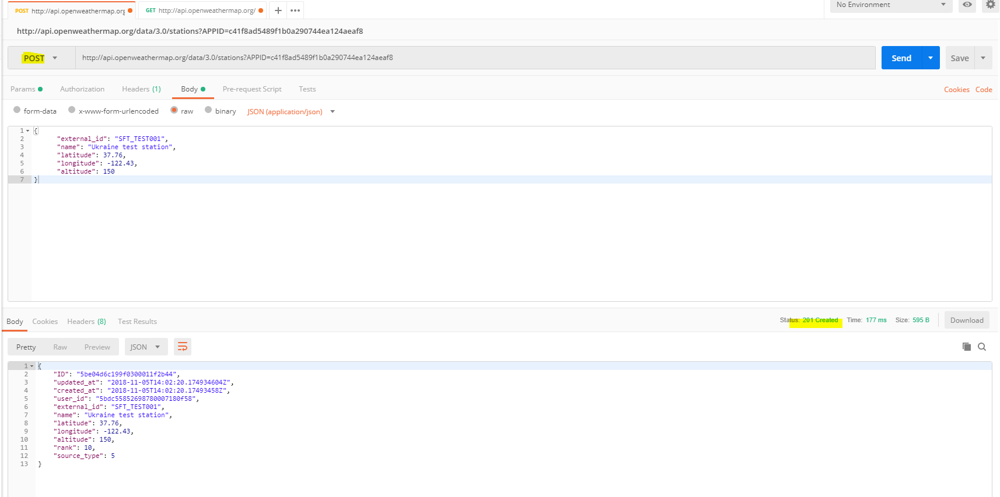 POST http://api.openweathermap.org GET http://api.openweathermap.org/ + ••• No Environment
http://api.openweathermap.org/data/3.0/stations?APPID=c41f8ad5489f1b0a290744ea124aeaf8
POST http://api.openweathermap.org/data/3.0/stations?APPID=c41f8ad5489f1b0a290744ea124aeaf8 Send Save
Params Authorization Headers (1) Body Pre-request Script Tests Cookies Code
form-data x-www-form-urlencoded raw binary JSON (application/json)
1 {
2 "external_id": "SFT_TEST001",
3 "name": "Ukraine test station",
4 "latitude": 37.76,
5 "longitude": -122.43,
6 "altitude": 150
7 }
Body Cookies Headers (8) Test Results Status: 201 Created Time: 177 ms Size: 595 B Download
Pretty Raw Preview JSON
1 {
2 "ID": "5be04d6c199f0300011f2b44",
3 "updated_at": "2018-11-05T14:02:20.174934604Z",
4 "created_at": "2018-11-05T14:02:20.17493458Z",
5 "user_id": "5bdc55852698780007180f58",
6 "external_id": "SFT_TEST001",
7 "name": "Ukraine test station",
8 "latitude": 37.76,
9 "longitude": -122.43,
10 "altitude": 150,
11 "rank": 10,
12 "source_type": 5
13 }